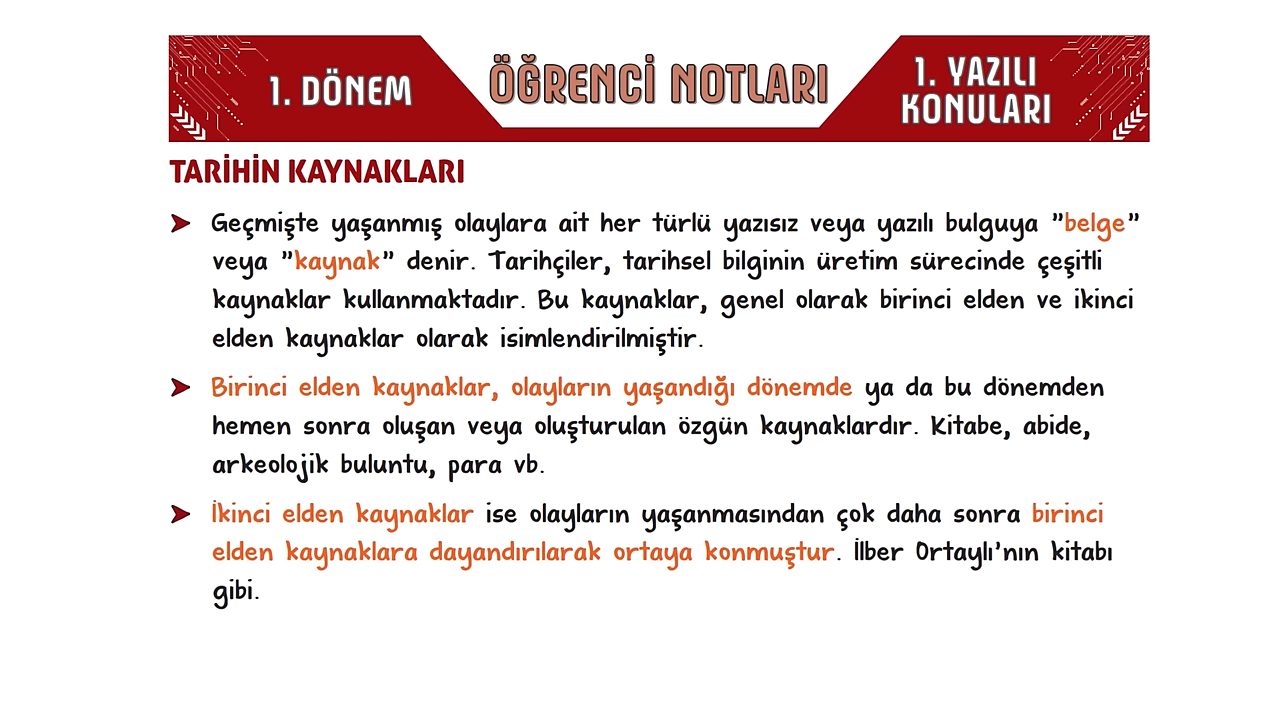 1. DÖNEM
ÖĞRENCİ NOTLARI
1. YAZILI
KONULARI
TARİHİN KAYNAKLARI
➤ Geçmişte yaşanmış olaylara ait her türlü yazısız veya yazılı bulguya "belge"
veya "kaynak" denir. Tarihçiler, tarihsel bilginin üretim sürecinde çeşitli
kaynaklar kullanmaktadır. Bu kaynaklar, genel olarak birinci elden ve ikinci
elden kaynaklar olarak isimlendirilmiştir.
➤ Birinci elden kaynaklar, olayların yaşandığı dönemde ya da bu dönemden
hemen sonra oluşan veya oluşturulan özgün kaynaklardır. Kitabe, abide,
arkeolojik buluntu, para vb.
➤ İkinci elden kaynaklar ise olayların yaşanmasından çok daha sonra birinci
elden kaynaklara dayandırılarak ortaya konmuştur. İlber Ortaylı'nın kitabı
gibi.